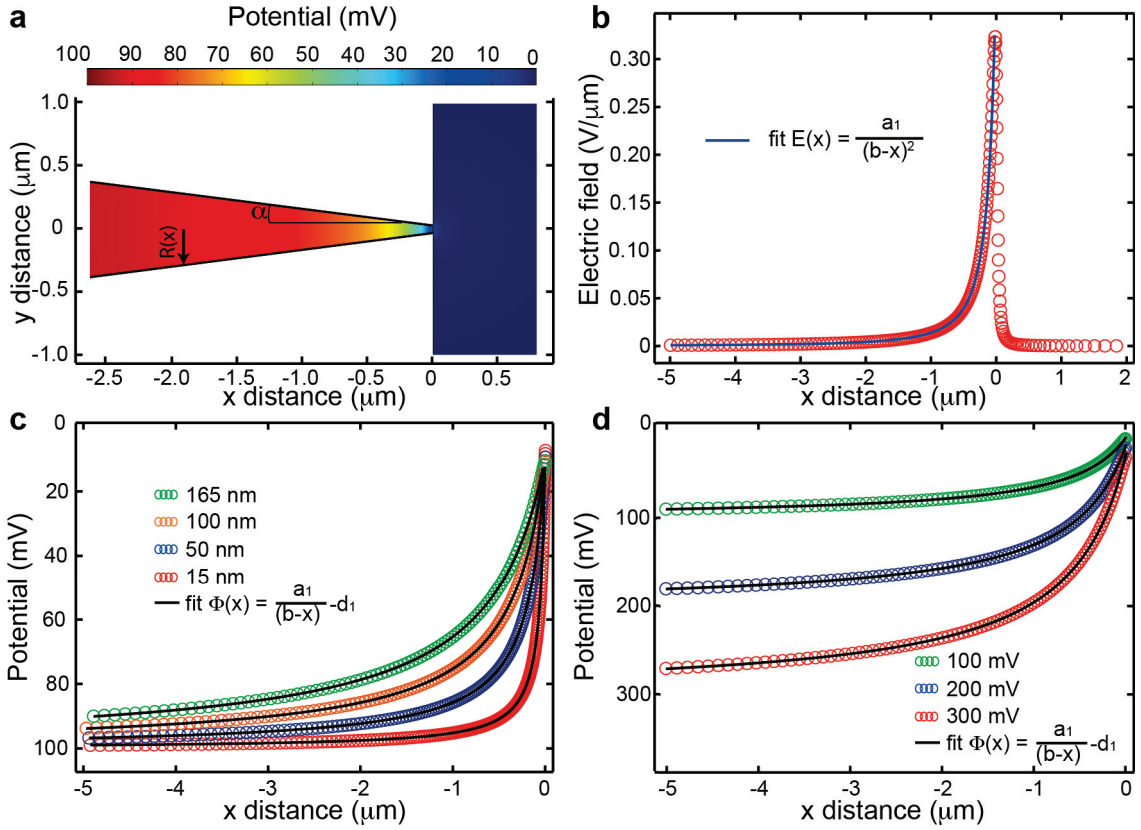 a
Potential (mV)
100 90 80 70 60 50 40 30 20 10 0
1.0
0.5
0
-0.5
-1.0
y distance (μm)
α
R(x)
-2.5 -2.0 -1.5 -1.0 -0.5 0 0.5
x distance (μm)
b
0.30
0.25
0.20
0.15
0.10
0.05
0
Electric field (V/μm)
fit E(x) = a₁/(b-x)²
-5 -4 -3 -2 -1 0 1 2
x distance (μm)
c
0
20
40
60
80
100
Potential (mV)
165 nm
100 nm
50 nm
15 nm
fit Φ(x) = a₁/(b-x) -d₁
-5 -4 -3 -2 -1 0
x distance (μm)
d
0
100
200
300
Potential (mV)
100 mV
200 mV
300 mV
fit Φ(x) = a₁/(b-x) -d₁
-5 -4 -3 -2 -1 0
x distance (μm)